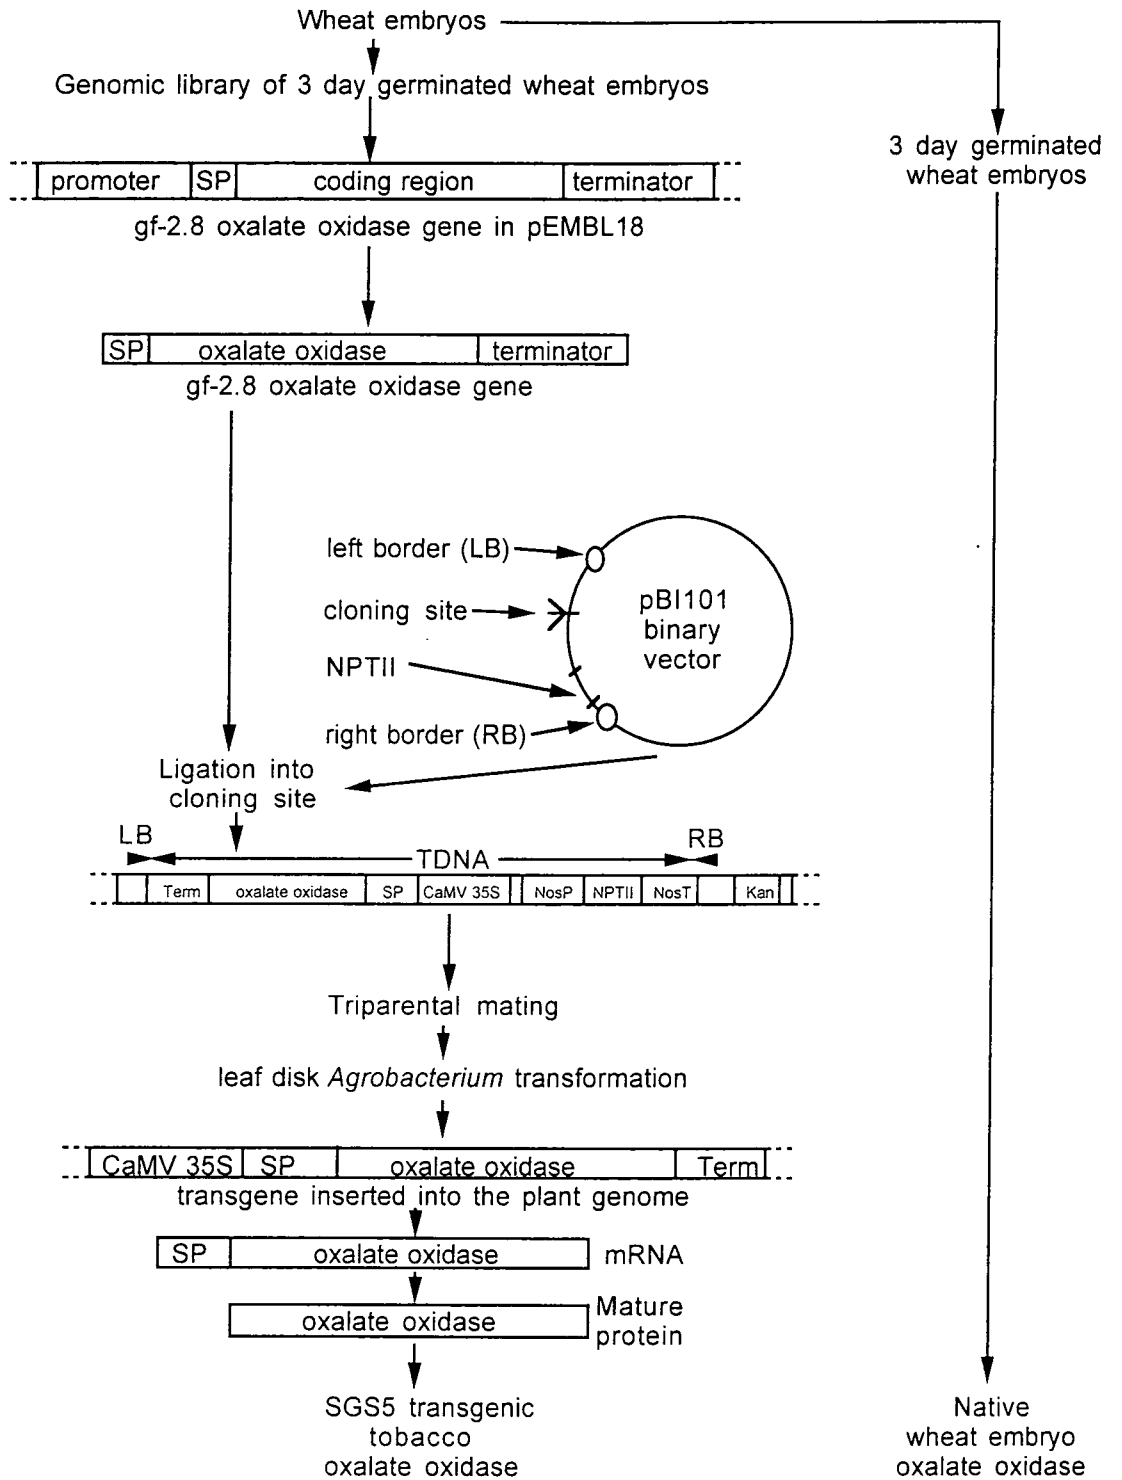 Wheat embryos
Genomic library of 3 day germinated wheat embryos
3 day germinated
wheat embryos
promoter SP coding region terminator
gf-2.8 oxalate oxidase gene in pEMBL18
SP oxalate oxidase terminator
gf-2.8 oxalate oxidase gene
left border (LB)
cloning site
NPTII
right border (RB)
pBI101
binary
vector
Ligation into
cloning site
LB TDNA RB
Term oxalate oxidase SP CaMV 35S NosP NPTII NosT Kan
Triparental mating
leaf disk Agrobacterium transformation
CaMV 35S SP oxalate oxidase Term
transgene inserted into the plant genome
SP oxalate oxidase mRNA
oxalate oxidase
Mature
protein
SGS5 transgenic
tobacco
oxalate oxidase
Native
wheat embryo
oxalate oxidase